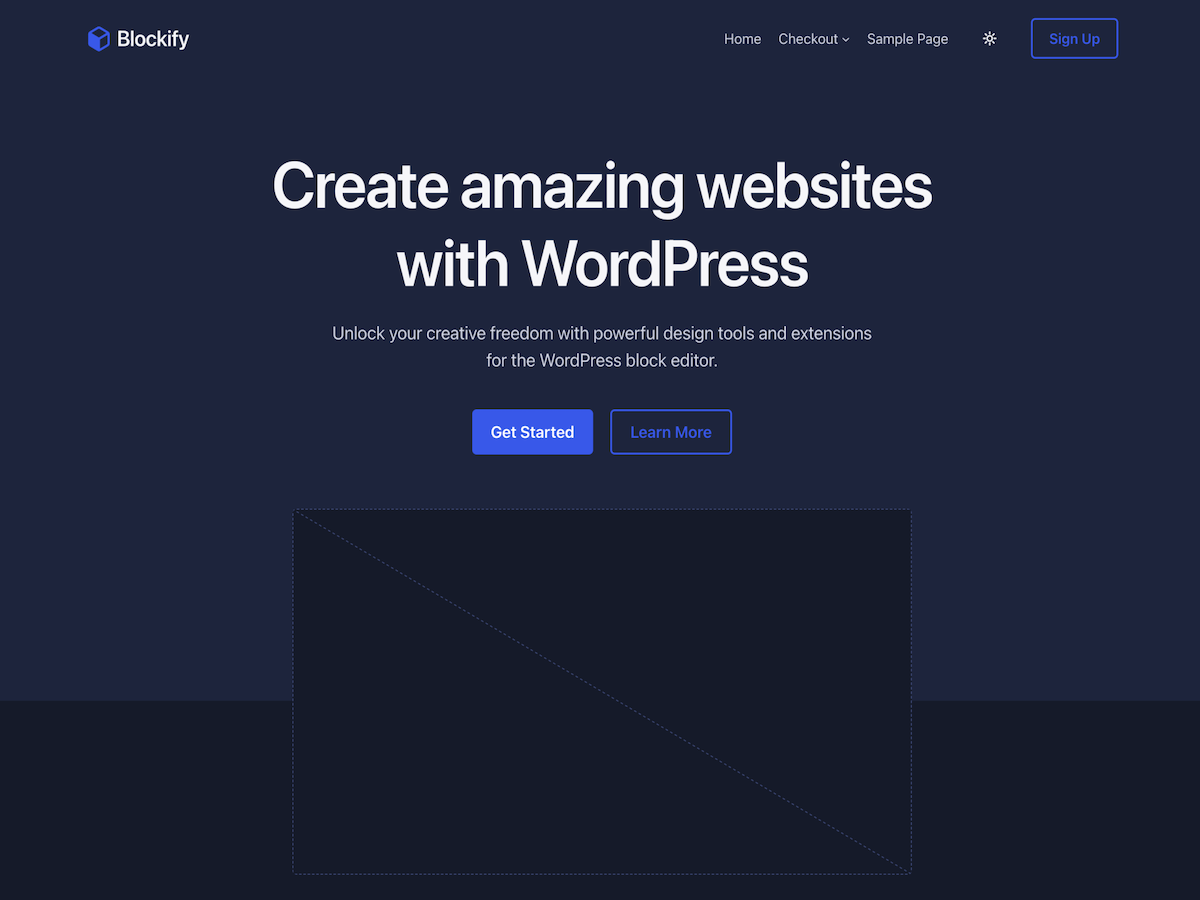 Blockify
Home Checkout Sample Page Sign Up
Create amazing websites
with WordPress
Unlock your creative freedom with powerful design tools and extensions
for the WordPress block editor.
Get Started Learn More